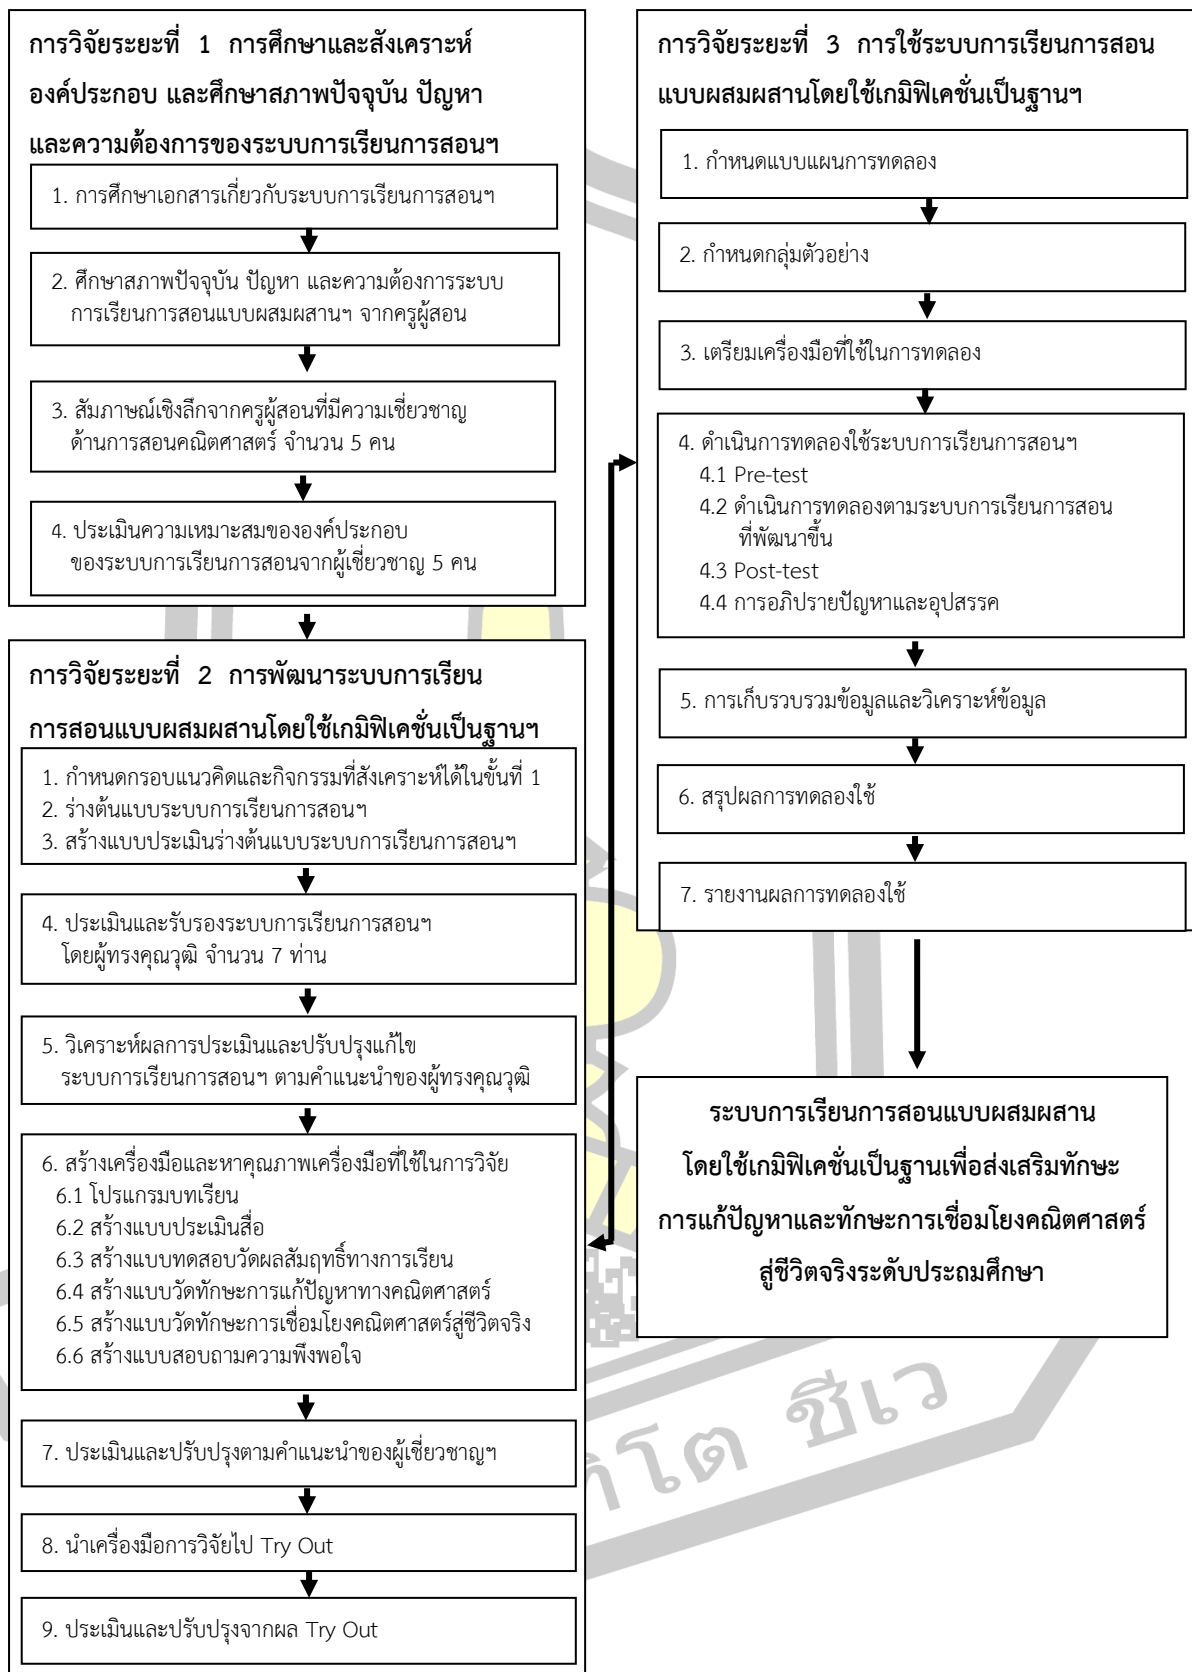 การวิจัยระยะที่ 1 การศึกษาและสังเคราะห์
องค์ประกอบ และศึกษาสภาพปัจจุบัน ปัญหา
และความต้องการของระบบการเรียนการสอนฯ
1. การศึกษาเอกสารเกี่ยวกับระบบการเรียนการสอนฯ
2. ศึกษาสภาพปัจจุบัน ปัญหา และความต้องการระบบ
การเรียนการสอนแบบผสมผสานฯ จากครูผู้สอน
3. สัมภาษณ์เชิงลึกจากครูผู้สอนที่มีความเชี่ยวชาญ
ด้านการสอนคณิตศาสตร์ จำนวน 5 คน
4. ประเมินความเหมาะสมขององค์ประกอบ
ของระบบการเรียนการสอนจากผู้เชี่ยวชาญ 5 คน
การวิจัยระยะที่ 2 การพัฒนาระบบการเรียน
การสอนแบบผสมผสานโดยใช้เกมิฟิเคชั่นเป็นฐานฯ
1. กำหนดกรอบแนวคิดและกิจกรรมที่สังเคราะห์ได้ในขั้นที่ 1
2. ร่างต้นแบบระบบการเรียนการสอนฯ
3. สร้างแบบประเมินร่างต้นแบบระบบการเรียนการสอนฯ
4. ประเมินและรับรองระบบการเรียนการสอนฯ
โดยผู้ทรงคุณวุฒิ จำนวน 7 ท่าน
5. วิเคราะห์ผลการประเมินและปรับปรุงแก้ไข
ระบบการเรียนการสอนฯ ตามคำแนะนำของผู้ทรงคุณวุฒิ
6. สร้างเครื่องมือและหาคุณภาพเครื่องมือที่ใช้ในการวิจัย
6.1 โปรแกรมบทเรียน
6.2 สร้างแบบประเมินสื่อ
6.3 สร้างแบบทดสอบวัดผลสัมฤทธิ์ทางการเรียน
6.4 สร้างแบบวัดทักษะการแก้ปัญหาทางคณิตศาสตร์
6.5 สร้างแบบวัดทักษะการเชื่อมโยงคณิตศาสตร์สู่ชีวิตจริง
6.6 สร้างแบบสอบถามความพึงพอใจ
7. ประเมินและปรับปรุงตามคำแนะนำของผู้เชี่ยวชาญฯ
8. นำเครื่องมือการวิจัยไป Try Out
9. ประเมินและปรับปรุงจากผล Try Out
การวิจัยระยะที่ 3 การใช้ระบบการเรียนการสอน
แบบผสมผสานโดยใช้เกมิฟิเคชั่นเป็นฐานฯ
1. กำหนดแบบแผนการทดลอง
2. กำหนดกลุ่มตัวอย่าง
3. เตรียมเครื่องมือที่ใช้ในการทดลอง
4. ดำเนินการทดลองใช้ระบบการเรียนการสอนฯ
4.1 Pre-test
4.2 ดำเนินการทดลองตามระบบการเรียนการสอน
ที่พัฒนาขึ้น
4.3 Post-test
4.4 การอภิปรายปัญหาและอุปสรรค
5. การเก็บรวบรวมข้อมูลและวิเคราะห์ข้อมูล
6. สรุปผลการทดลองใช้
7. รายงานผลการทดลองใช้
ระบบการเรียนการสอนแบบผสมผสาน
โดยใช้เกมิฟิเคชั่นเป็นฐานเพื่อส่งเสริมทักษะ
การแก้ปัญหาและทักษะการเชื่อมโยงคณิตศาสตร์
สู่ชีวิตจริงระดับประถมศึกษา
ชีเว